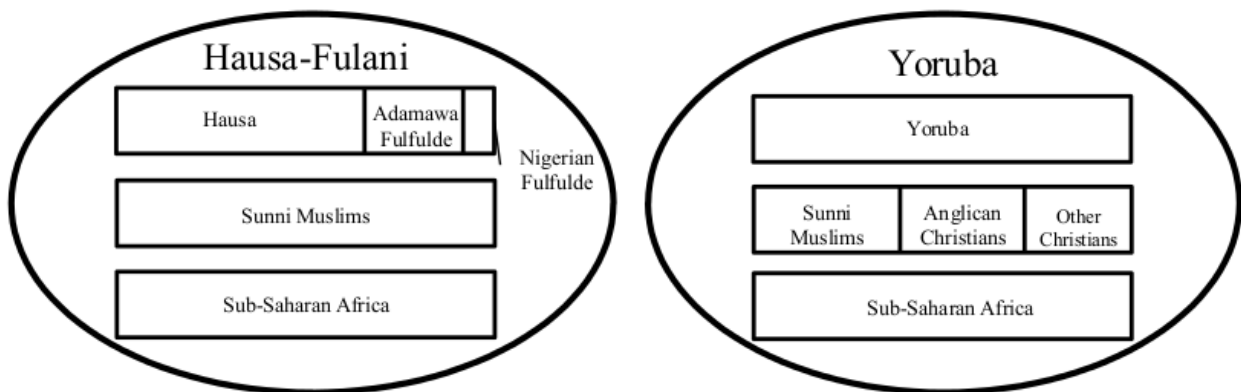 Hausa-Fulani
Hausa
Adamawa
Fulfulde
Nigerian
Fulfulde
Sunni Muslims
Sub-Saharan Africa
Yoruba
Yoruba
Sunni
Muslims
Anglican
Christians
Other
Christians
Sub-Saharan Africa